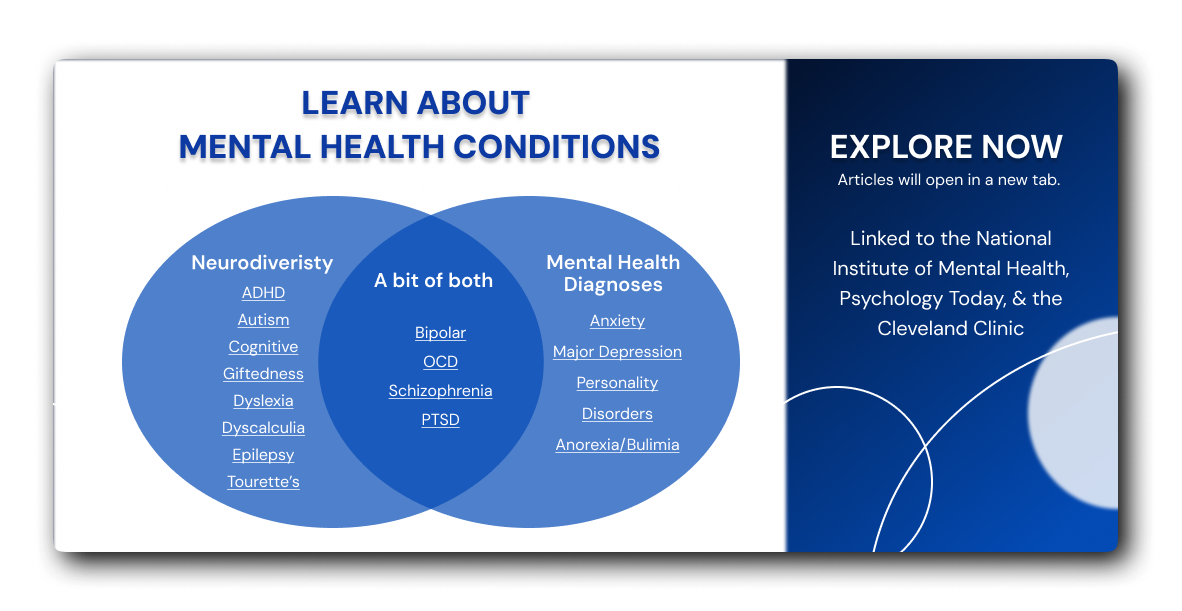 LEARN ABOUT
MENTAL HEALTH CONDITIONS
Neurodiveristy
ADHD
Autism
Cognitive
Giftedness
Dyslexia
Dyscalculia
Epilepsy
Tourette’s
A bit of both
Bipolar
OCD
Schizophrenia
PTSD
Mental Health
Diagnoses
Anxiety
Major Depression
Personality
Disorders
Anorexia/Bulimia
EXPLORE NOW
Articles will open in a new tab.
Linked to the National
Institute of Mental Health,
Psychology Today, & the
Cleveland Clinic